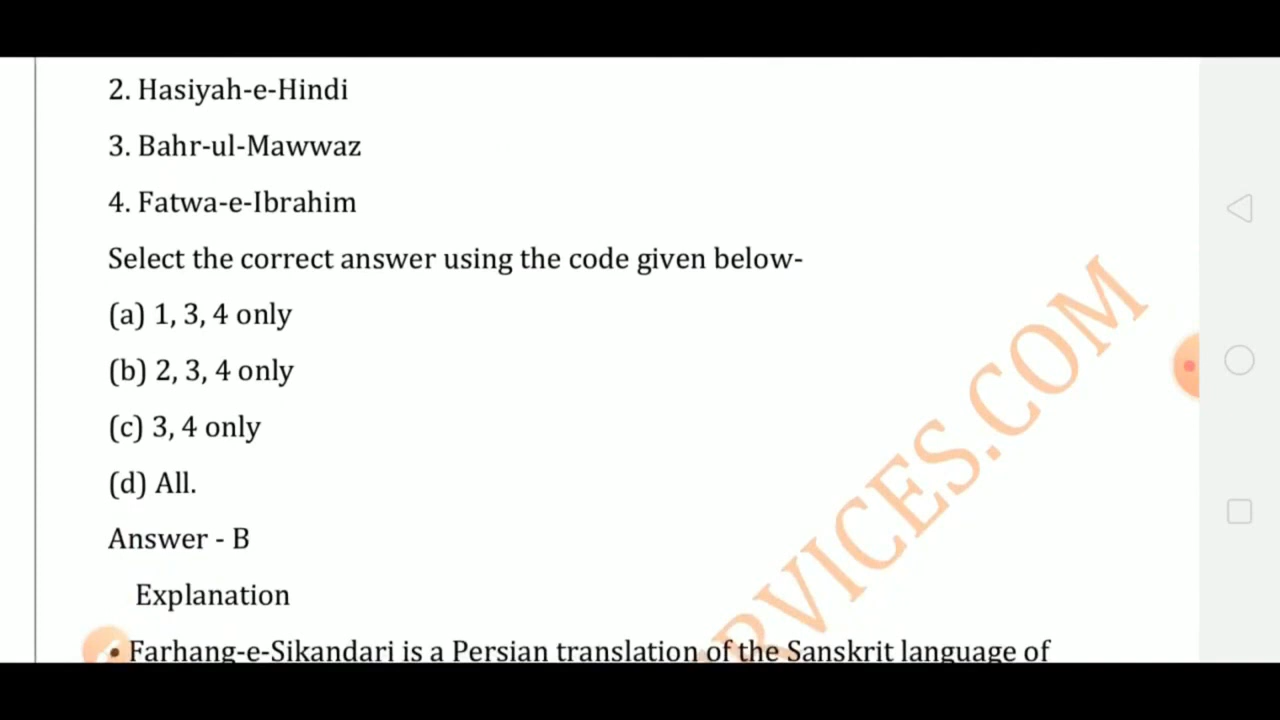 2. Hasiyah-e-Hindi
3. Bahr-ul-Mawwaz
4. Fatwa-e-Ibrahim
Select the correct answer using the code given below-
(a) 1, 3, 4 only
(b) 2, 3, 4 only
(c) 3, 4 only
(d) All.
Answer - B
Explanation
• Farhang-e-Sikandari is a Persian translation of the Sanskrit language of
RVICES.COM